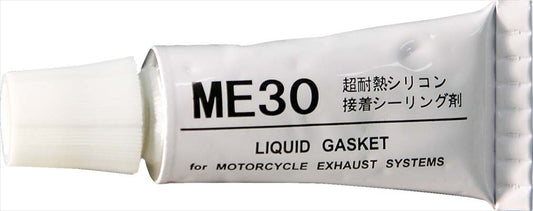 ME30
超耐熱シリコン
接着シーリング剤
LIQUID GASKET
for MOTORCYCLE EXHAUST SYSTEMS